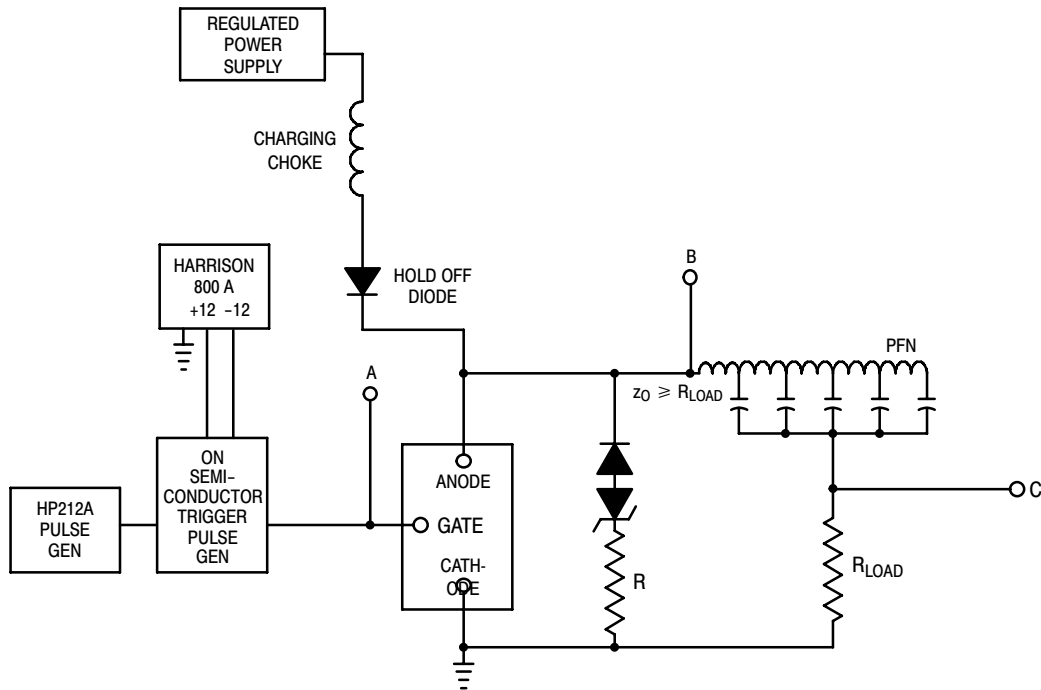 REGULATED
POWER
SUPPLY
CHARGING
CHOKE
HARRISON
800 A
+12 -12
HOLD OFF
DIODE
B
PFN
A
zO ≥ RLOAD
ON
SEMI-
CONDUCTOR
TRIGGER
PULSE
GEN
ANODE
HP212A
PULSE
GEN
GATE
C
CATH-
ODE
R
RLOAD